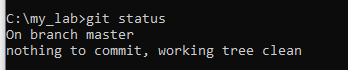 C:\my_lab>git status
On branch master
nothing to commit, working tree clean